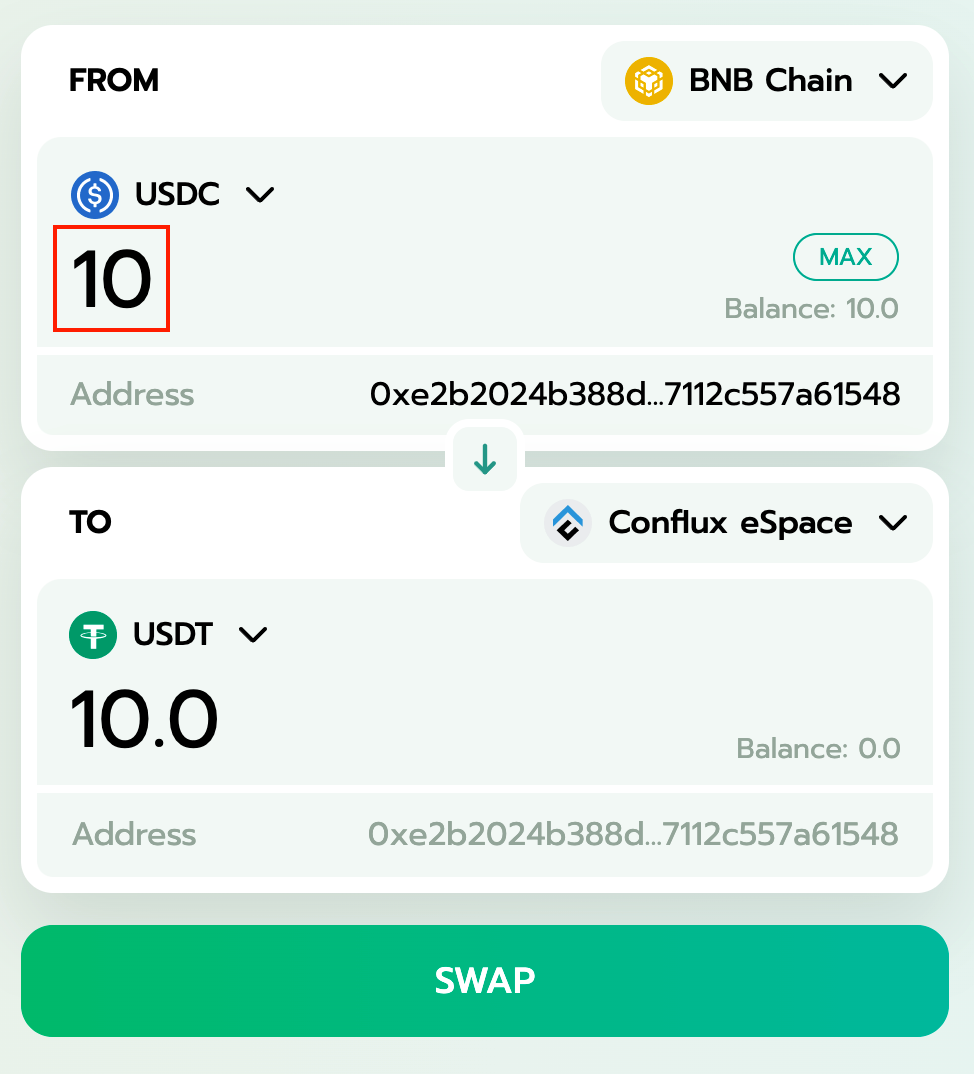 FROM
BNB Chain
USDC
10
MAX
Balance: 10.0
Address 0xe2b2024b388d...7112c557a61548
TO
Conflux eSpace
USDT
10.0
Balance: 0.0
Address 0xe2b2024b388d...7112c557a61548
SWAP